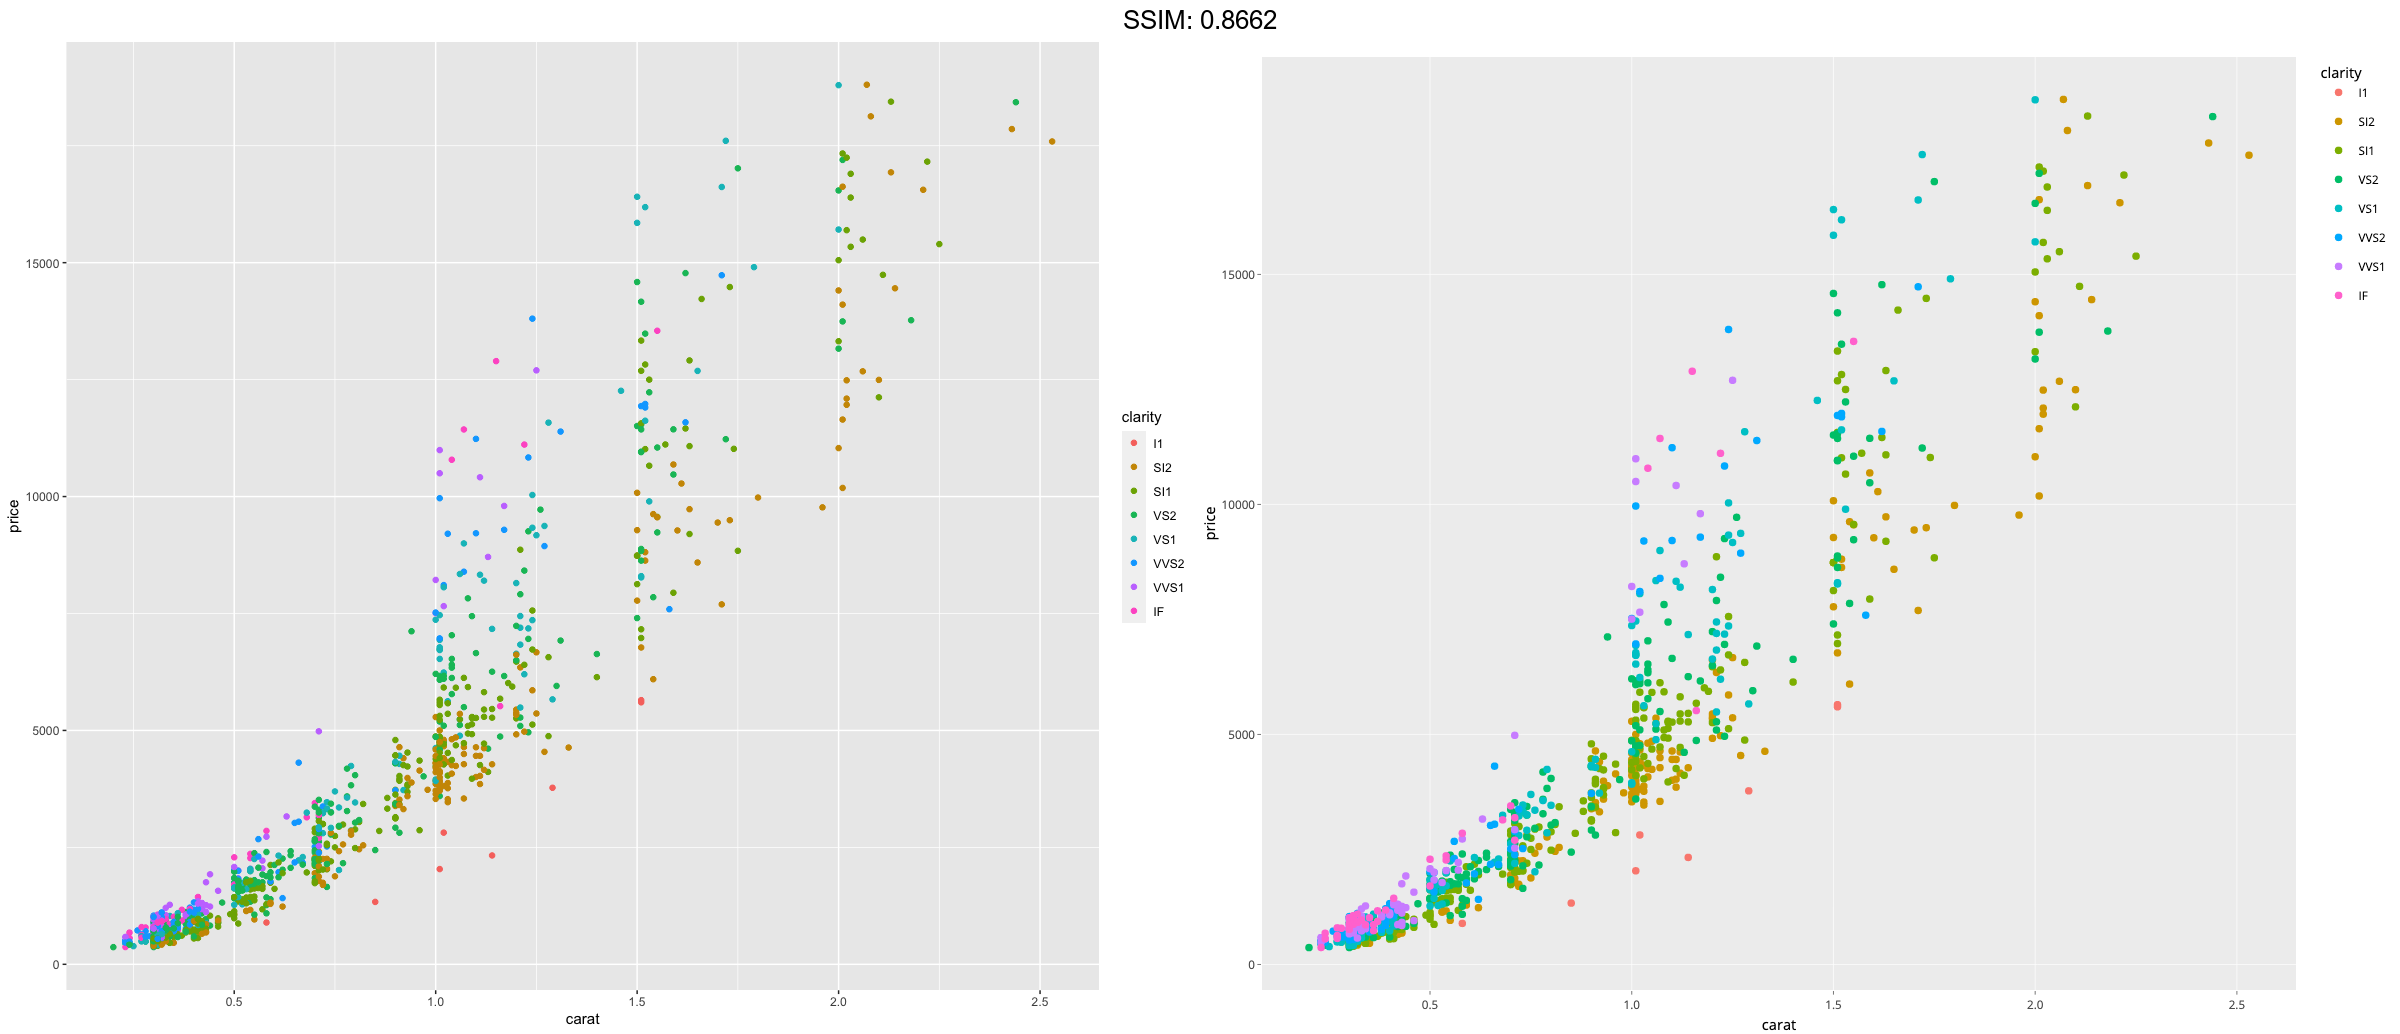 SSIM: 0.8662
price
15000
10000
5000
0
0.5
1.0
1.5
2.0
2.5
carat
clarity
I1
SI2
SI1
VS2
VS1
VVS2
VVS1
IF
price
15000
10000
5000
0
0.5
1.0
1.5
2.0
2.5
carat
clarity
I1
SI2
SI1
VS2
VS1
VVS2
VVS1
IF